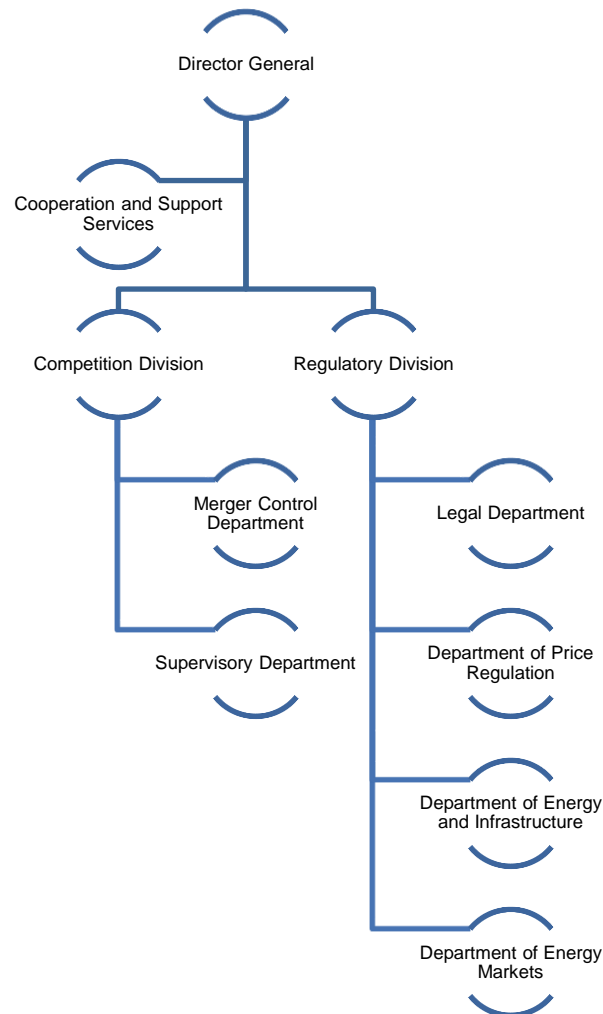 Director General
Cooperation and Support
Services
Competition Division
Regulatory Division
Merger Control
Department
Legal Department
Supervisory Department
Department of Price
Regulation
Department of Energy
and Infrastructure
Department of Energy
Markets